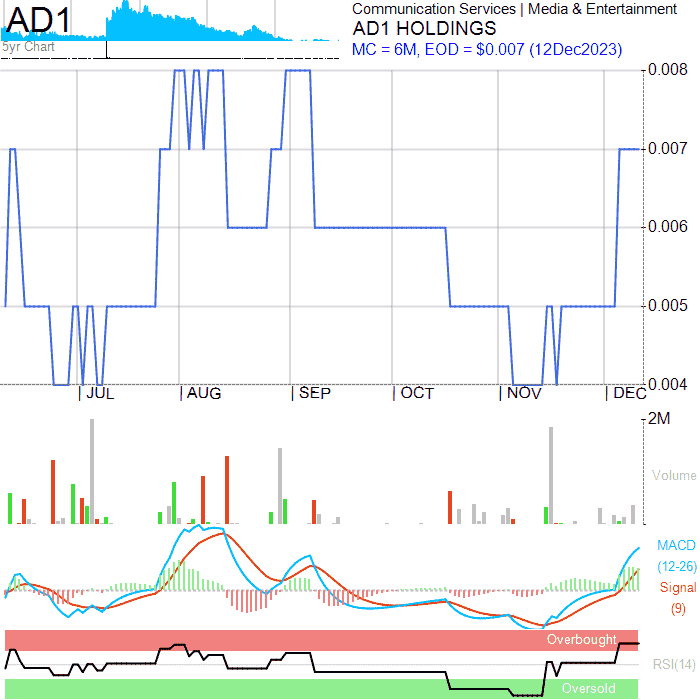 AD1
5yr Chart
Communication Services | Media & Entertainment
AD1 HOLDINGS
MC = 6M, EOD = $0.007 (12Dec2023)
0.008
0.007
0.006
0.005
0.004
| JUL | AUG | SEP | OCT | NOV | DEC
2M
Volume
MACD
(12-26)
Signal
(9)
Overbought
RSI(14)
Oversold